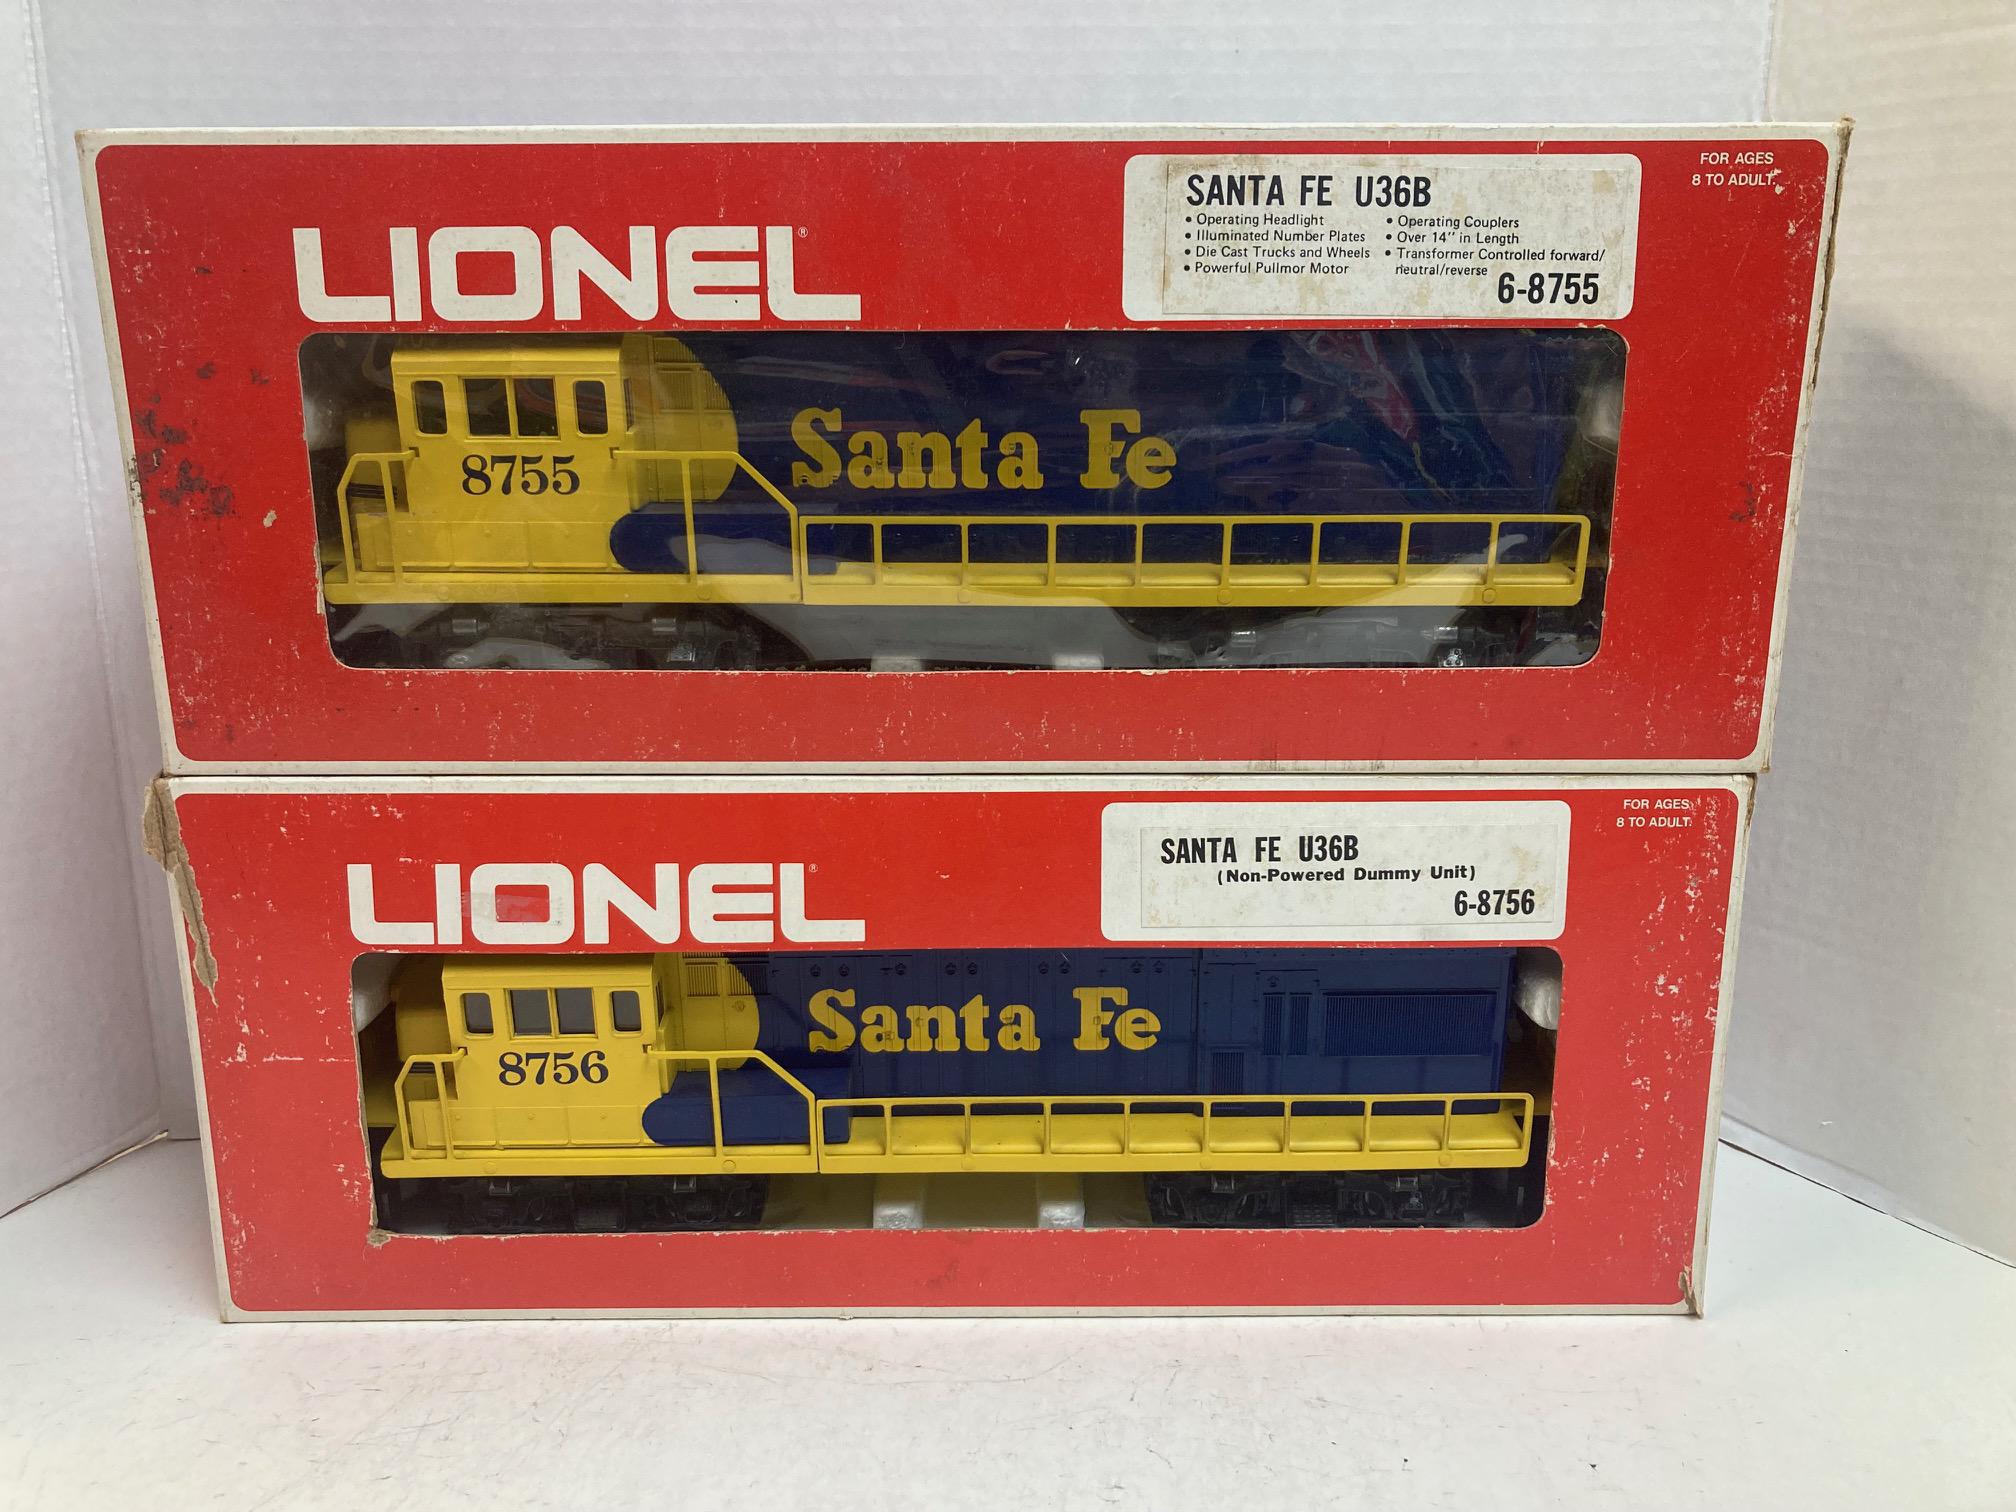 LIONEL®
SANTA FE U36B
• Operating Headlight
• Illuminated Number Plates
• Die Cast Trucks and Wheels
• Powerful Pullmor Motor
• Operating Couplers
• Over 14" in Length
• Transformer Controlled forward/
neutral/reverse
6-8755
FOR AGES
8 TO ADULT.
Santa Fe
8755
LIONEL®
SANTA FE U36B
(Non-Powered Dummy Unit)
6-8756
FOR AGES
8 TO ADULT.
Santa Fe
8756